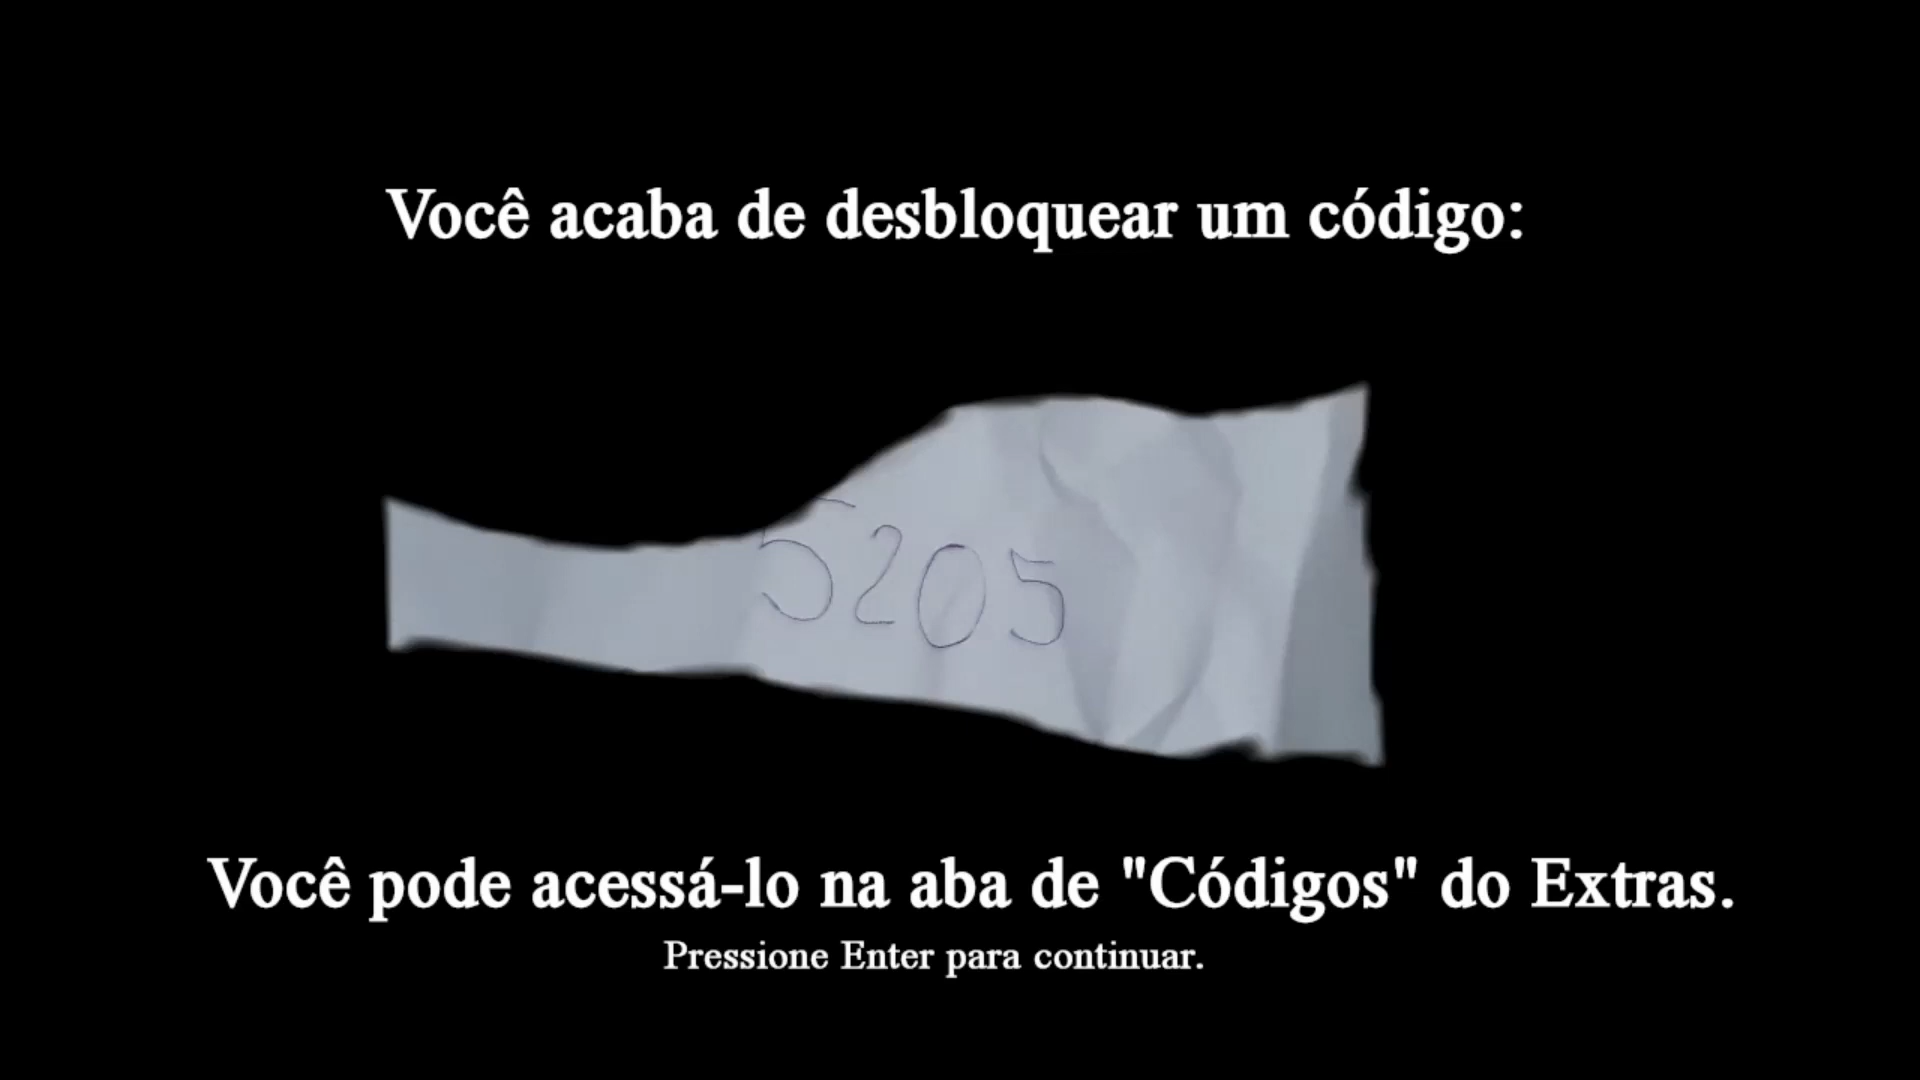 Você acaba de desbloquear um código:
5205
Você pode acessá-lo na aba de "Códigos" do Extras.
Pressione Enter para continuar.